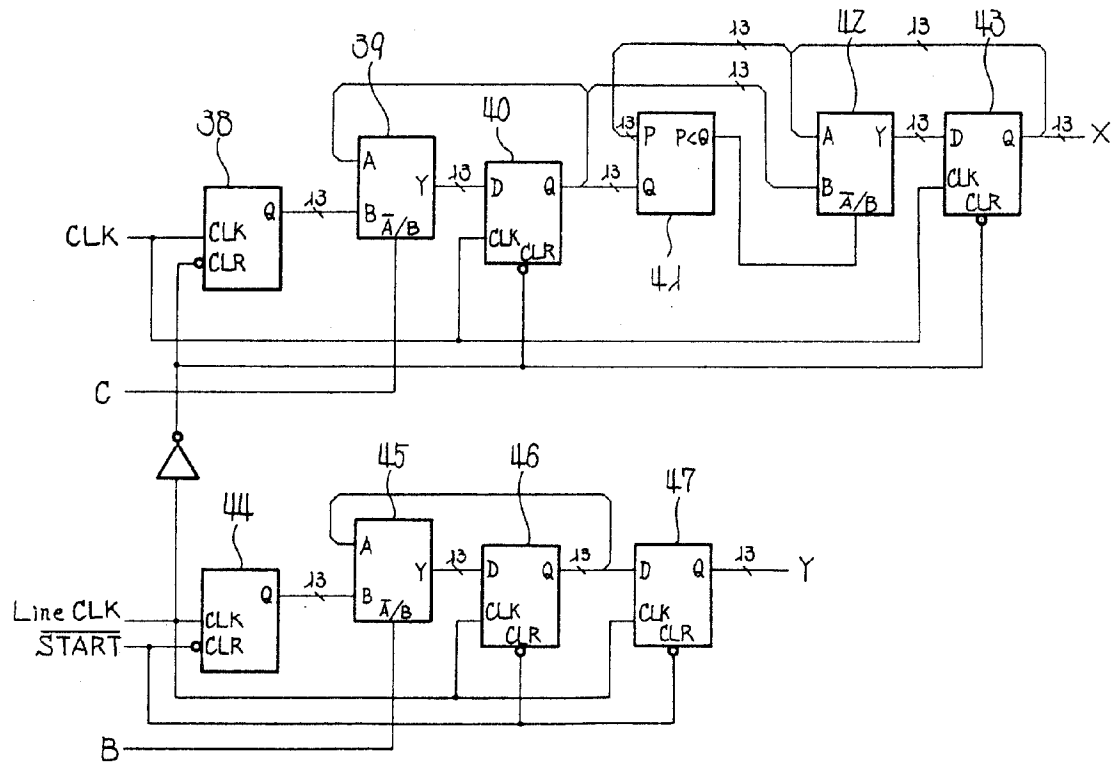 13 42 13 43
39
13
38 40
13 P P<Q A Y 13 D Q 13 X
A
Y 13 D Q 13 Q B CLK
Q 13 B A̅/B A̅/B CLR
CLK CLK CLK CLR 41
CLR
C
45 46 47
44
A
Y 13 D Q 13 D Q 13 Y
Q 13 B
Line CLK CLK A̅/B CLK CLK
S̅T̅A̅R̅T̅ CLR CLR CLR
B